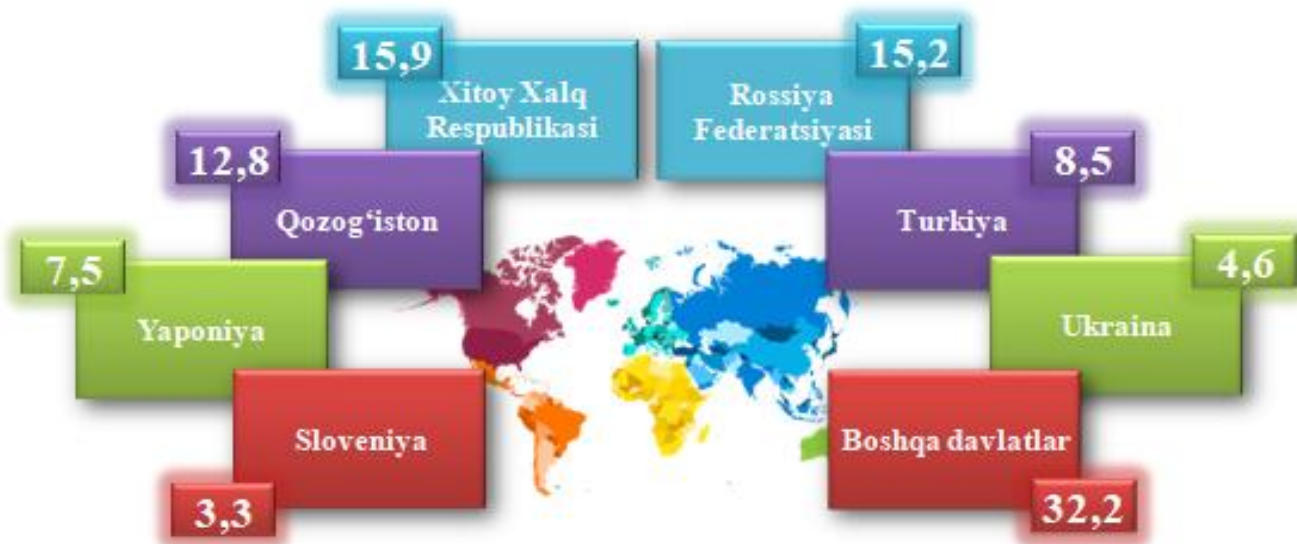 15,9
Xitoy Xalq
Respublikasi
15,2
Rossiya
Federatsiyasi
12,8
Qozog‘iston
8,5
Turkiya
7,5
Yaponiya
4,6
Ukraina
Sloveniya
3,3
Boshqa davlatlar
32,2